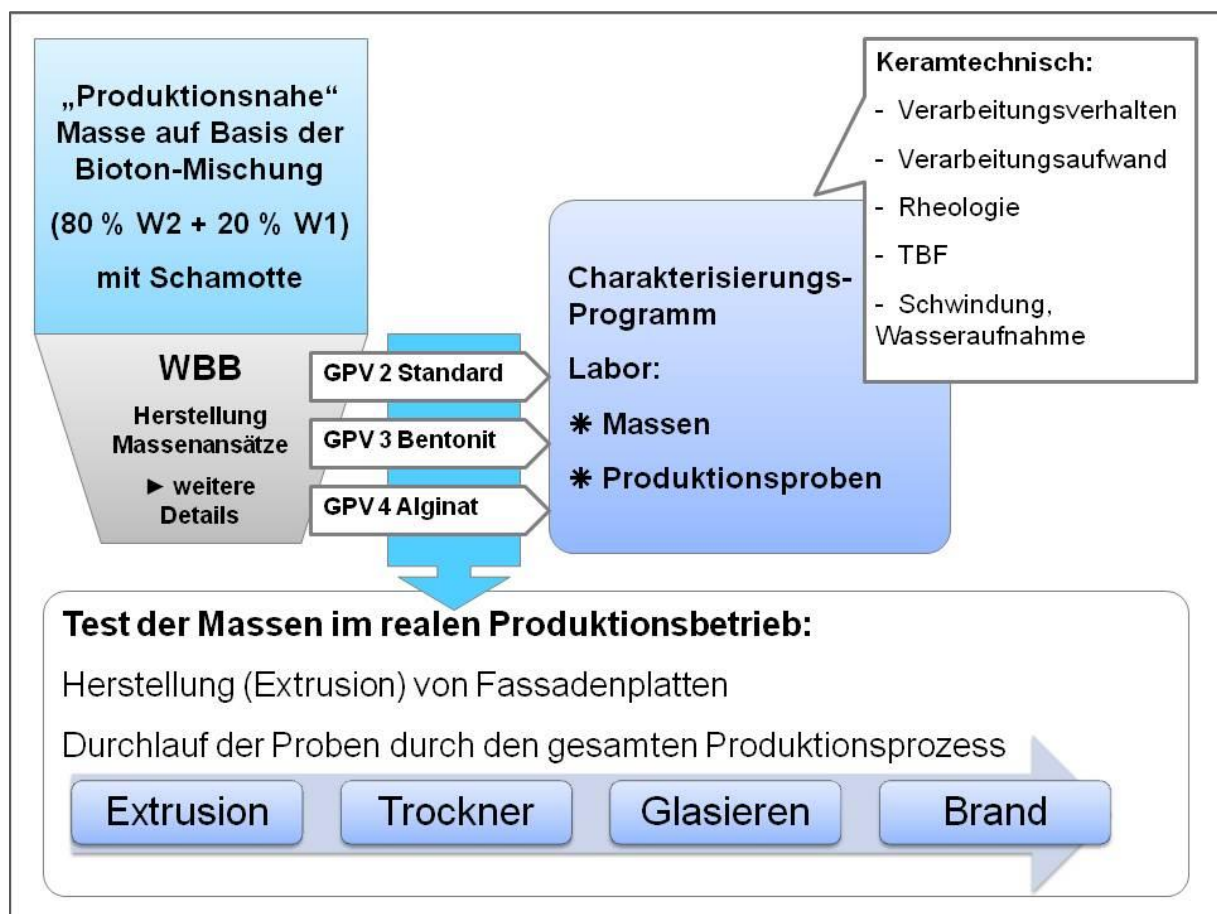 „Produktionsnahe“
Masse auf Basis der
Bioton-Mischung
(80 % W2 + 20 % W1)
mit Schamotte
WBB
Herstellung
Massenansätze
► weitere
Details
GPV 2 Standard
GPV 3 Bentonit
GPV 4 Alginat
Charakterisierungs-
Programm
Labor:
✳ Massen
✳ Produktionsproben
Keramtechnisch:
- Verarbeitungsverhalten
- Verarbeitungsaufwand
- Rheologie
- TBF
- Schwindung,
Wasseraufnahme
Test der Massen im realen Produktionsbetrieb:
Herstellung (Extrusion) von Fassadenplatten
Durchlauf der Proben durch den gesamten Produktionsprozess
Extrusion
Trockner
Glasieren
Brand